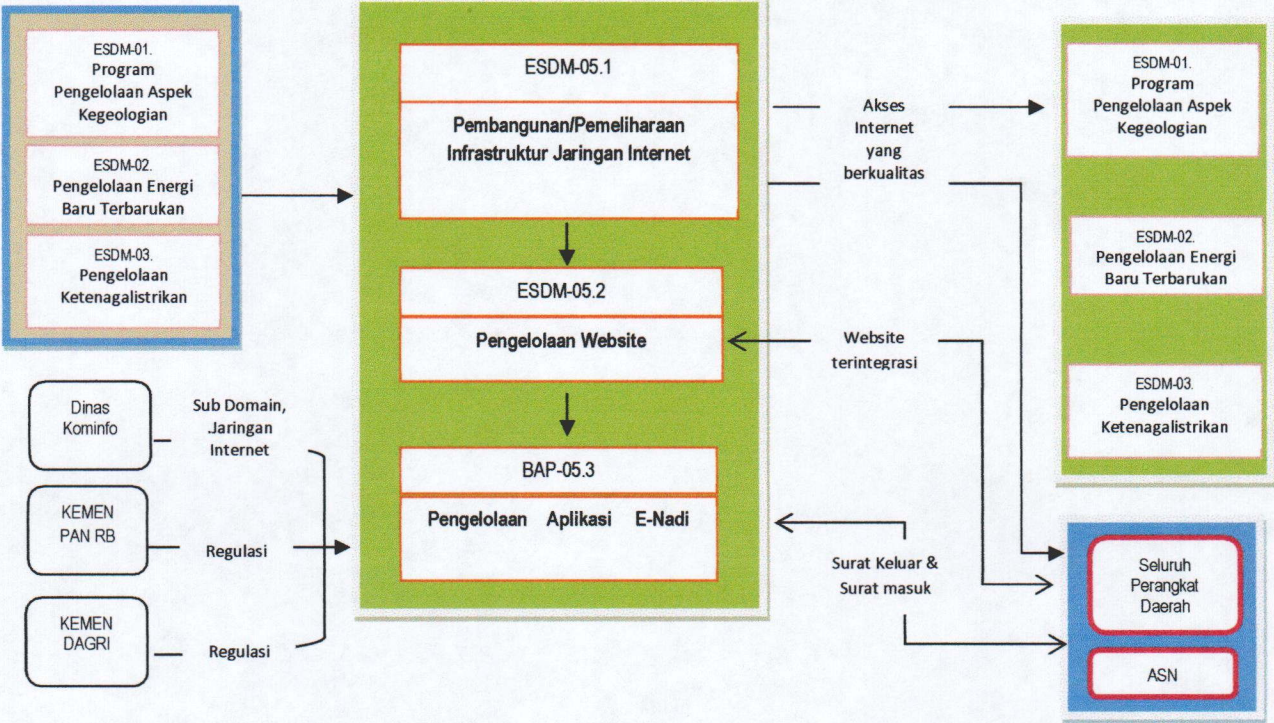 ESDM-01.
Program
Pengelolaan Aspek
Kegeologian
ESDM-02.
Pengelolaan Energi
Baru Terbarukan
ESDM-03.
Pengelolaan
Ketenagalistrikan
Dinas
Kominfo
Sub Domain,
Jaringan
Internet
KEMEN
PAN RB
Regulasi
KEMEN
DAGRI
Regulasi
ESDM-05.1
Pembangunan/Pemeliharaan
Infrastruktur Jaringan Internet
ESDM-05.2
Pengelolaan Website
BAP-05.3
Pengelolaan Aplikasi E-Nadi
Akses
Internet
yang
berkualitas
Website
terintegrasi
Surat Keluar &
Surat masuk
ESDM-01.
Program
Pengelolaan Aspek
Kegeologian
ESDM-02.
Pengelolaan Energi
Baru Terbarukan
ESDM-03.
Pengelolaan
Ketenagalistrikan
Seluruh
Perangkat
Daerah
ASN